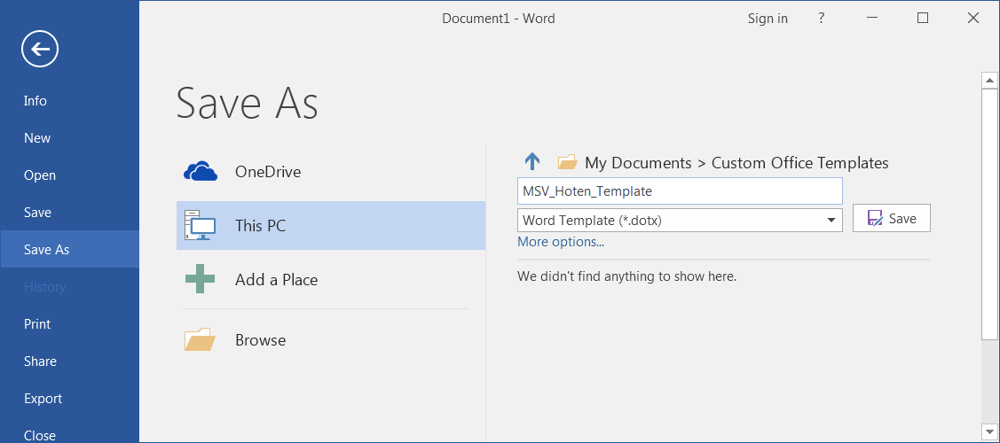 Document1 - Word
Sign in
?
Info
New
Open
Save
Save As
History
Print
Share
Export
Close
Save As
OneDrive
This PC
Add a Place
Browse
My Documents > Custom Office Templates
MSV_Hoten_Template
Word Template (*.dotx)
Save
More options...
We didn't find anything to show here.